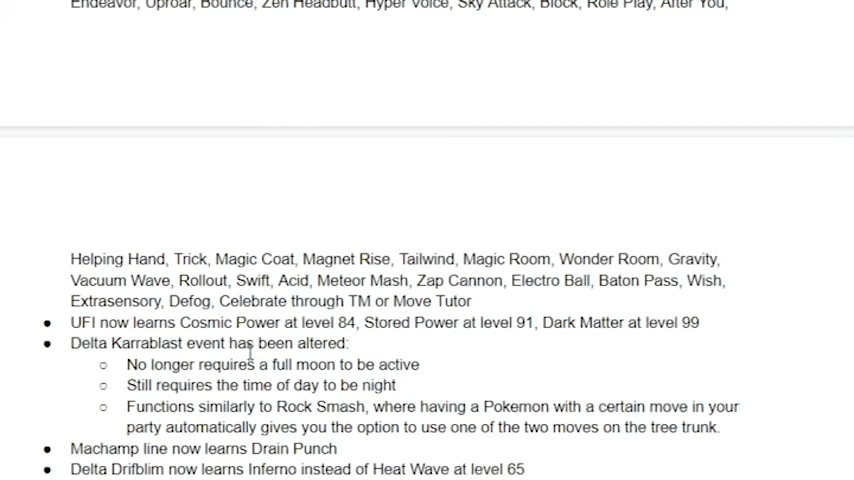 Endeavor, Uproar, Bounce, Zen Headbutt, Hyper Voice, Sky Attack, Block, Role Play, After You,
Helping Hand, Trick, Magic Coat, Magnet Rise, Tailwind, Magic Room, Wonder Room, Gravity,
Vacuum Wave, Rollout, Swift, Acid, Meteor Mash, Zap Cannon, Electro Ball, Baton Pass, Wish,
Extrasensory, Defog, Celebrate through TM or Move Tutor
● UFI now learns Cosmic Power at level 84, Stored Power at level 91, Dark Matter at level 99
● Delta Karrablast event has been altered:
○ No longer requires a full moon to be active
○ Still requires the time of day to be night
○ Functions similarly to Rock Smash, where having a Pokemon with a certain move in your
party automatically gives you the option to use one of the two moves on the tree trunk.
● Machamp line now learns Drain Punch
● Delta Drifblim now learns Inferno instead of Heat Wave at level 65